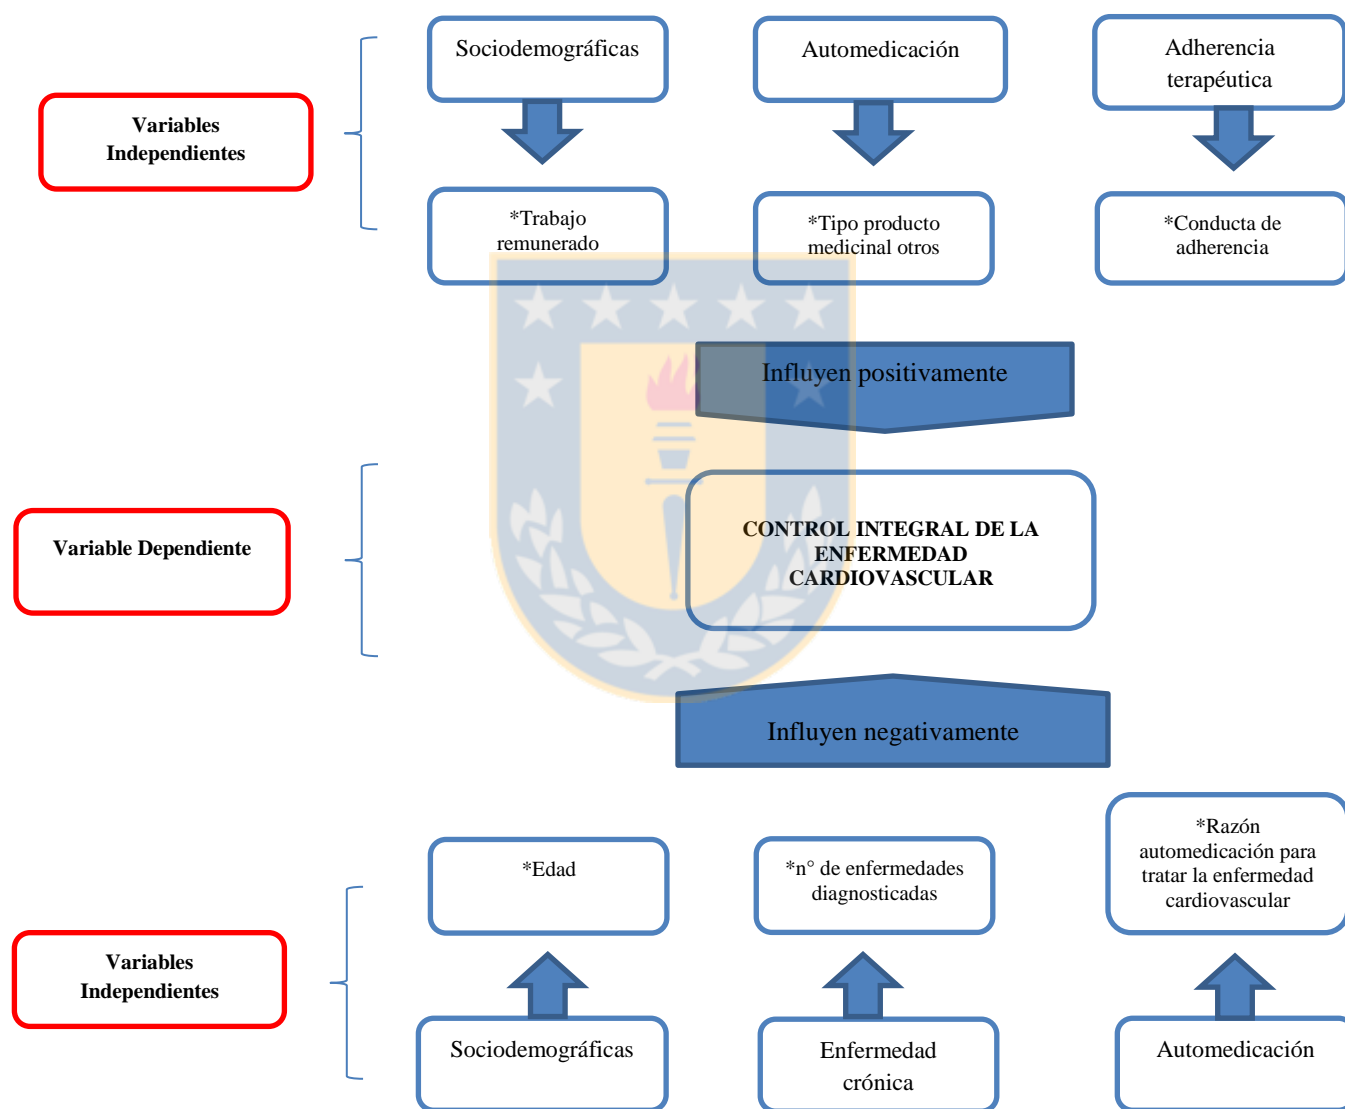 Sociodemográficas
Automedicación
Adherencia
terapéutica
Variables
Independientes
*Trabajo
remunerado
*Tipo producto
medicinal otros
*Conducta de
adherencia
Influyen positivamente
Variable Dependiente
CONTROL INTEGRAL DE LA
ENFERMEDAD
CARDIOVASCULAR
Influyen negativamente
*Edad
*n° de enfermedades
diagnosticadas
*Razón
automedicación para
tratar la enfermedad
cardiovascular
Variables
Independientes
Sociodemográficas
Enfermedad
crónica
Automedicación